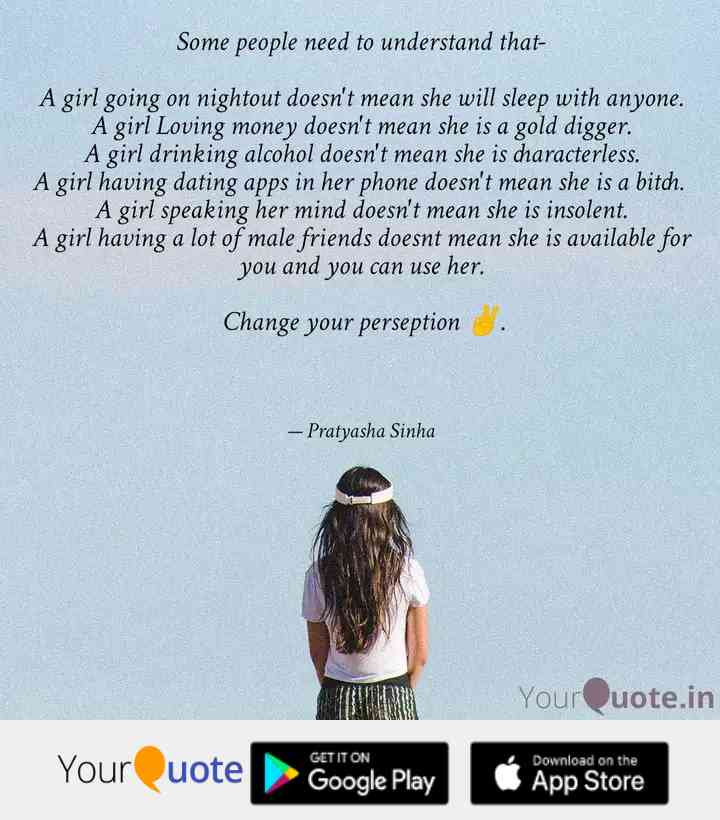 Some people need to understand that-
A girl going on nightout doesn't mean she will sleep with anyone.
A girl Loving money doesn't mean she is a gold digger.
A girl drinking alcohol doesn't mean she is characterless.
A girl having dating apps in her phone doesn't mean she is a bitch.
A girl speaking her mind doesn't mean she is insolent.
A girl having a lot of male friends doesnt mean she is available for
you and you can use her.
Change your perseption ✌.
— Pratyasha Sinha
YourQuote.in
YourQuote
GET IT ON
Google Play
Download on the
App Store